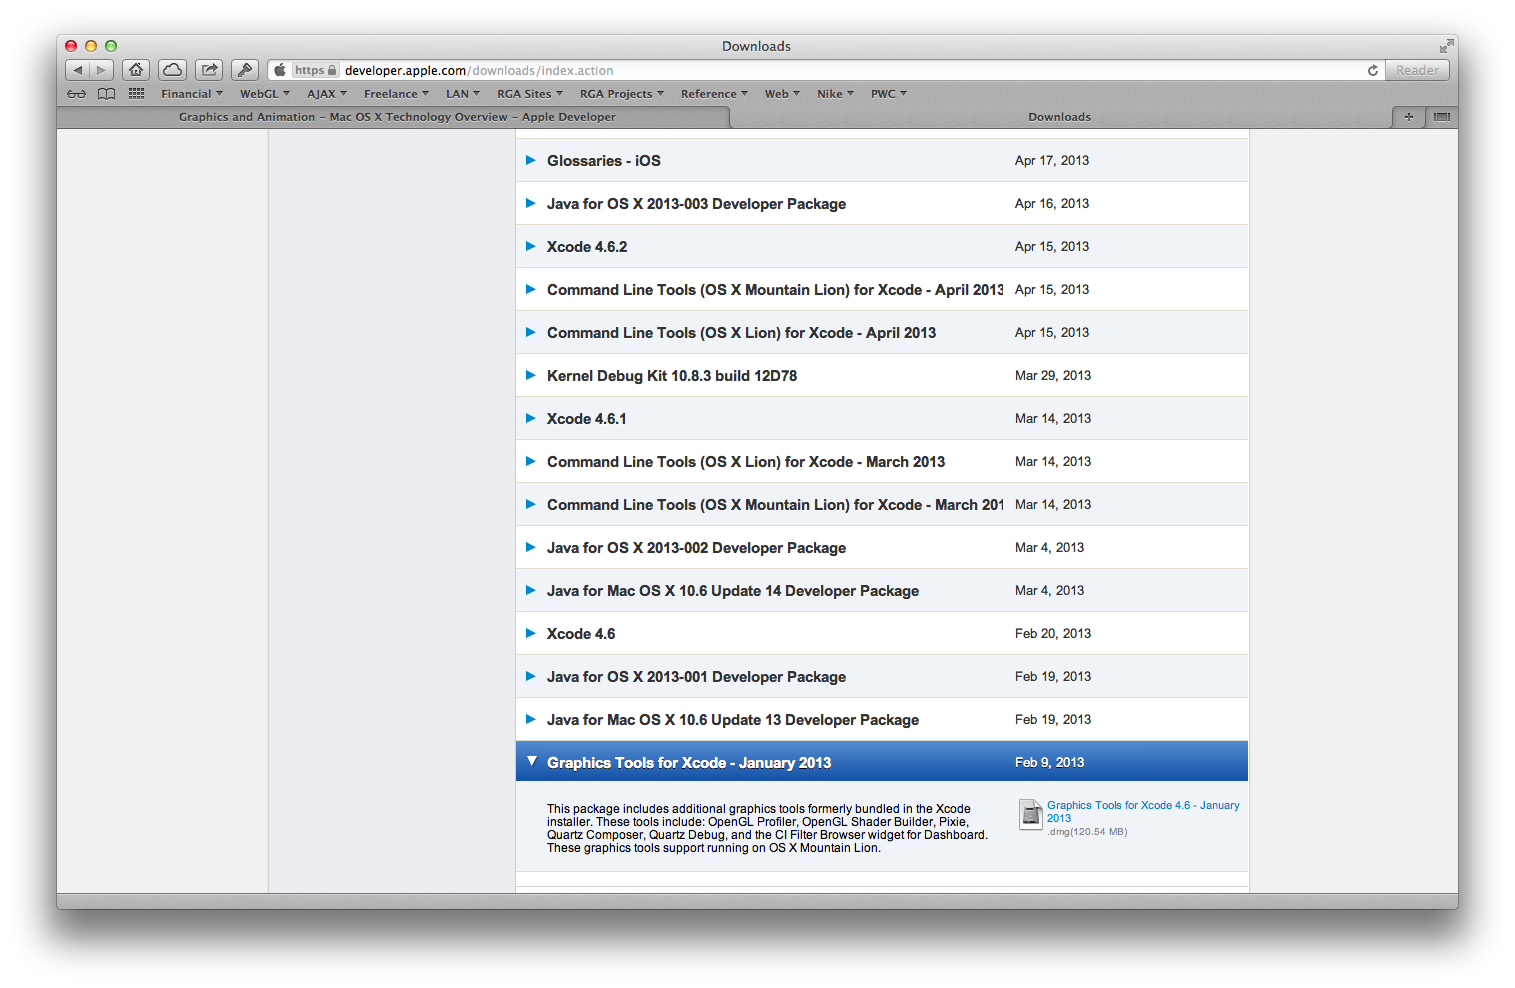 Downloads
https developer.apple.com/downloads/index.action Reader
Financial WebGL AJAX Freelance LAN RGA Sites RGA Projects Reference Web Nike PWC
Graphics and Animation – Mac OS X Technology Overview – Apple Developer Downloads
Glossaries - iOS Apr 17, 2013
Java for OS X 2013-003 Developer Package Apr 16, 2013
Xcode 4.6.2 Apr 15, 2013
Command Line Tools (OS X Mountain Lion) for Xcode - April 2013 Apr 15, 2013
Command Line Tools (OS X Lion) for Xcode - April 2013 Apr 15, 2013
Kernel Debug Kit 10.8.3 build 12D78 Mar 29, 2013
Xcode 4.6.1 Mar 14, 2013
Command Line Tools (OS X Lion) for Xcode - March 2013 Mar 14, 2013
Command Line Tools (OS X Mountain Lion) for Xcode - March 201 Mar 14, 2013
Java for OS X 2013-002 Developer Package Mar 4, 2013
Java for Mac OS X 10.6 Update 14 Developer Package Mar 4, 2013
Xcode 4.6 Feb 20, 2013
Java for OS X 2013-001 Developer Package Feb 19, 2013
Java for Mac OS X 10.6 Update 13 Developer Package Feb 19, 2013
Graphics Tools for Xcode - January 2013 Feb 9, 2013
This package includes additional graphics tools formerly bundled in the Xcode
installer. These tools include: OpenGL Profiler, OpenGL Shader Builder, Pixie,
Quartz Composer, Quartz Debug, and the CI Filter Browser widget for Dashboard.
These graphics tools support running on OS X Mountain Lion.
Graphics Tools for Xcode 4.6 - January
2013
.dmg(120.54 MB)